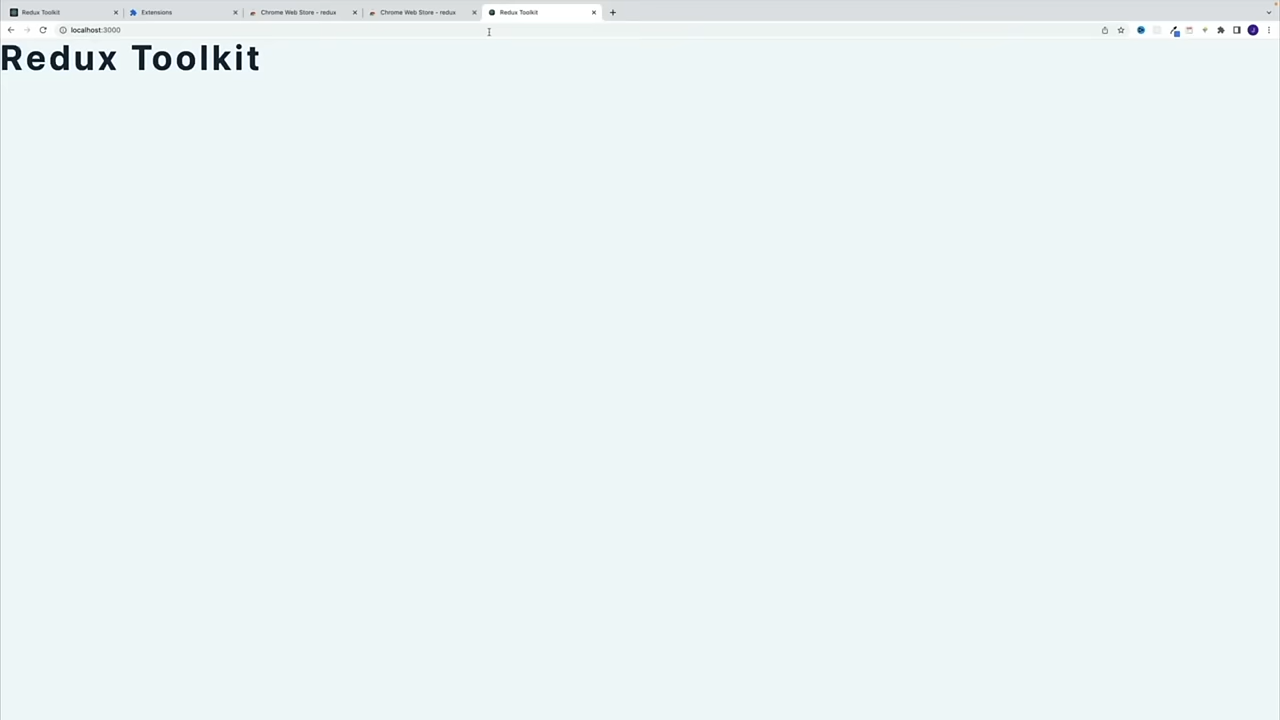 Redux Toolkit
Extensions
Chrome Web Store - redux
Chrome Web Store - redux
Redux Toolkit
localhost:3000
J
Redux Toolkit